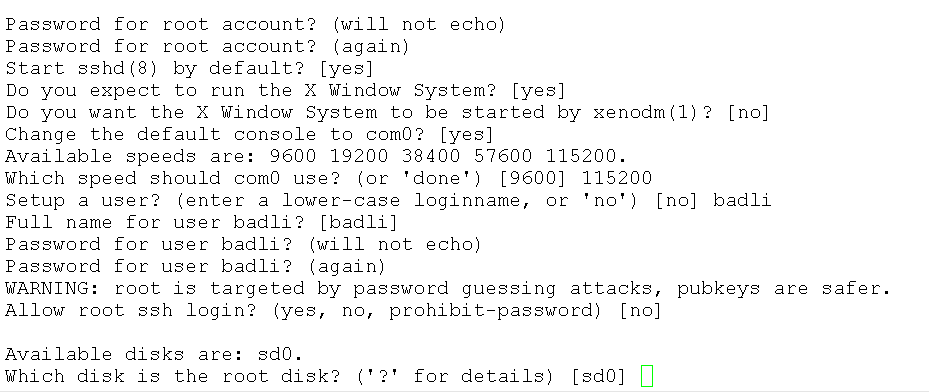 Password for root account? (will not echo)
Password for root account? (again)
Start sshd(8) by default? [yes]
Do you expect to run the X Window System? [yes]
Do you want the X Window System to be started by xenodm(1)? [no]
Change the default console to com0? [yes]
Available speeds are: 9600 19200 38400 57600 115200.
Which speed should com0 use? (or 'done') [9600] 115200
Setup a user? (enter a lower-case loginname, or 'no') [no] badli
Full name for user badli? [badli]
Password for user badli? (will not echo)
Password for user badli? (again)
WARNING: root is targeted by password guessing attacks, pubkeys are safer.
Allow root ssh login? (yes, no, prohibit-password) [no]
Available disks are: sd0.
Which disk is the root disk? ('?' for details) [sd0]